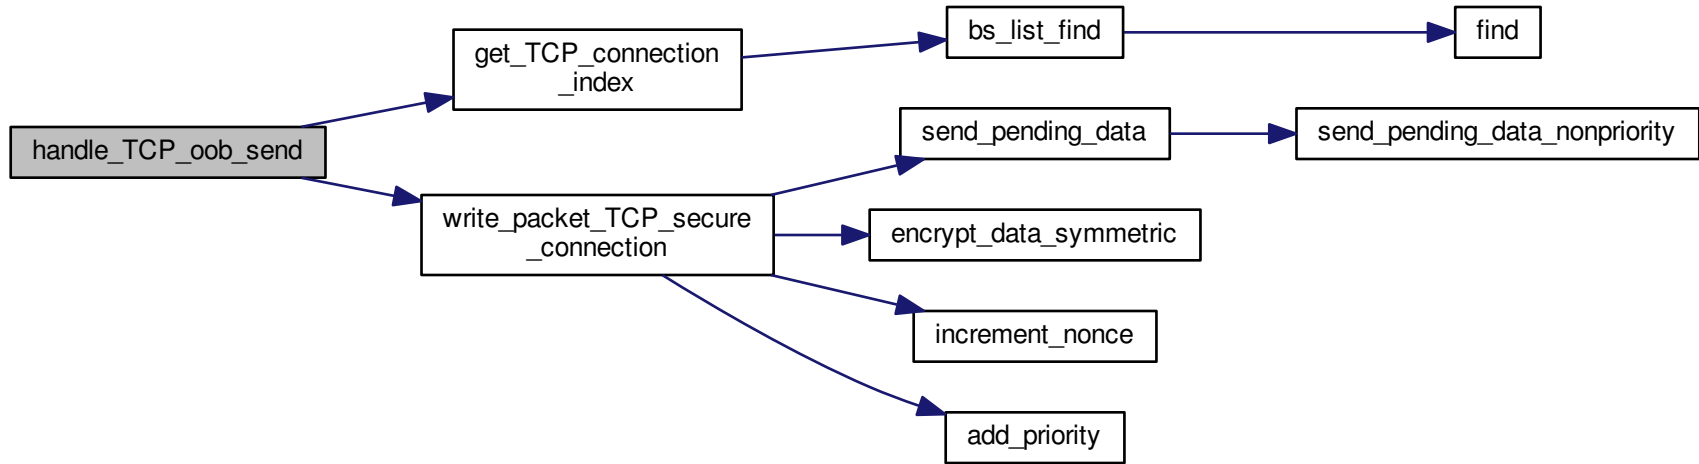 handle_TCP_oob_send
get_TCP_connection
_index
bs_list_find
find
write_packet_TCP_secure
_connection
send_pending_data
send_pending_data_nonpriority
encrypt_data_symmetric
increment_nonce
add_priority